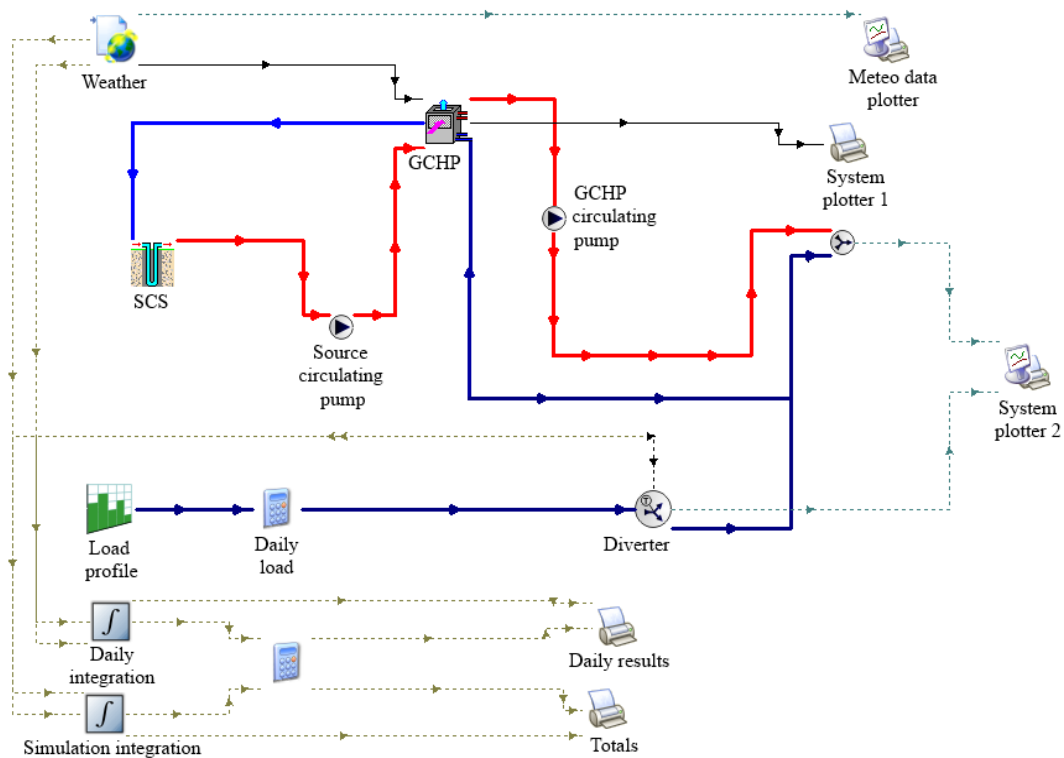 Weather
Meteo data
plotter
GCHP
System
plotter 1
GCHP
circulating
pump
SCS
Source
circulating
pump
System
plotter 2
T
Load
profile
Daily
load
Diverter
∫
Daily
integration
Daily results
∫
Simulation integration
Totals